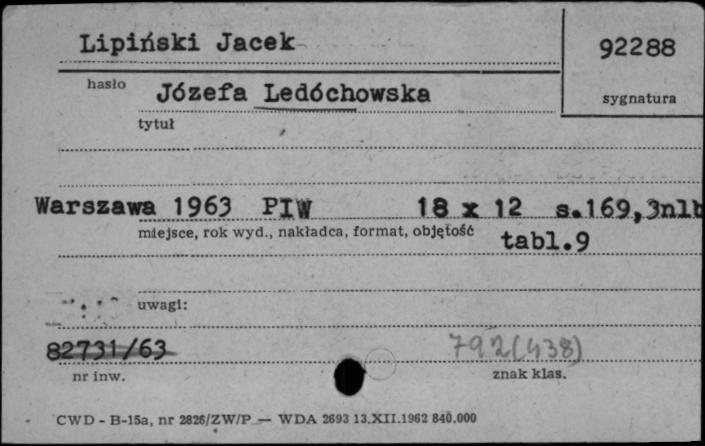 Lipiński Jacek 92288
hasło
Józefa Ledóchowska sygnatura
tytuł
Warszawa 1963 PIW 18 x 12 s.169,3nlb
miejsce, rok wyd., nakładca, format, objętość tabl.9
uwagi:
82731/63 792(438)
nr inw. znak klas.
CWD - B-15a, nr 2826/ZW/P — WDA 2693 13.XII.1962 840.000